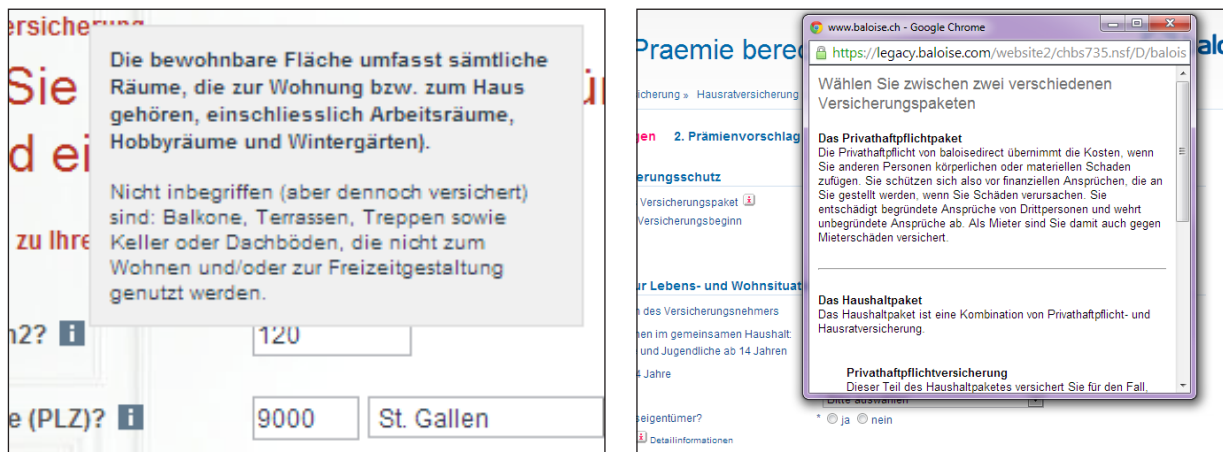 ersicherung
Sie
d ei
zu Ihre
Die bewohnbare Fläche umfasst sämtliche
Räume, die zur Wohnung bzw. zum Haus
gehören, einschliesslich Arbeitsräume,
Hobbyräume und Wintergärten).
Nicht inbegriffen (aber dennoch versichert)
sind: Balkone, Terrassen, Treppen sowie
Keller oder Dachböden, die nicht zum
Wohnen und/oder zur Freizeitgestaltung
genutzt werden.
n2? i 120
e (PLZ)? i 9000 St. Gallen
Praemie bere
icherung » Hausratversicherung
gen 2. Prämienvorschlag
erungsschutz
Versicherungspaket i
Versicherungsbeginn
ur Lebens- und Wohnsituat
n des Versicherungsnehmers
nen im gemeinsamen Haushalt:
und Jugendliche ab 14 Jahren
4 Jahre
seigentümer? * ja nein
i Detailinformationen
www.baloise.ch - Google Chrome
https://legacy.baloise.com/website2/chbs735.nsf/D/balois
Wählen Sie zwischen zwei verschiedenen
Versicherungspaketen
Das Privathaftpflichtpaket
Die Privathaftpflicht von baloisedirect übernimmt die Kosten, wenn
Sie anderen Personen körperlichen oder materiellen Schaden
zufügen. Sie schützen sich also vor finanziellen Ansprüchen, die an
Sie gestellt werden, wenn Sie Schäden verursachen. Sie
entschädigt begründete Ansprüche von Drittpersonen und wehrt
unbegründete Ansprüche ab. Als Mieter sind Sie damit auch gegen
Mieterschäden versichert.
Das Haushaltpaket
Das Haushaltpaket ist eine Kombination von Privathaftpflicht- und
Hausratversicherung.
Privathaftpflichtversicherung
Dieser Teil des Haushaltpaketes versichert Sie für den Fall,
Bitte auswählen